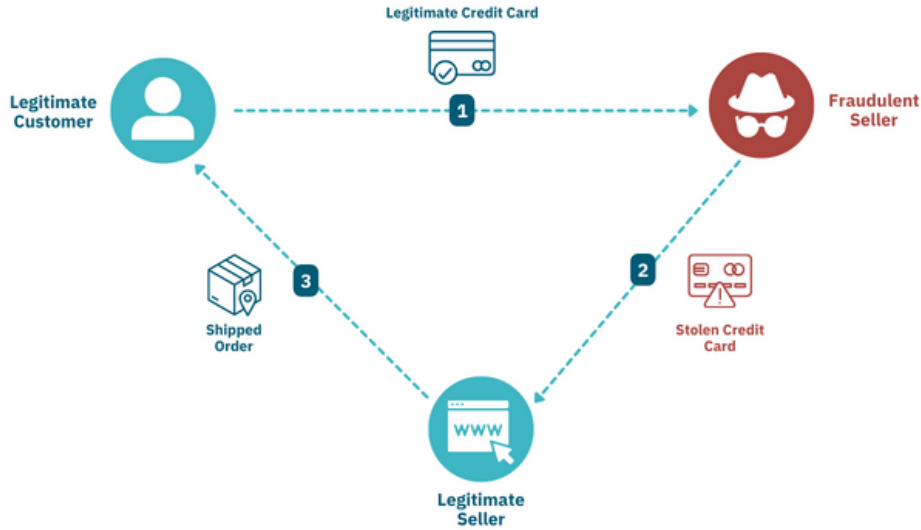 Legitimate Credit Card
1
Legitimate
Customer
Fraudulent
Seller
2
3
Shipped
Order
Stolen Credit
Card
www
Legitimate
Seller